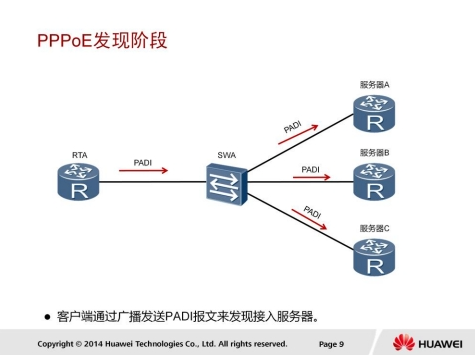 PPPoE发现阶段
服务器A
PADI
RTA
PADI
SWA
服务器B
PADI
R
R
R
PADI
服务器C
R
● 客户端通过广播发送PADI报文来发现接入服务器。
Copyright © 2014 Huawei Technologies Co., Ltd. All rights reserved.
Page 9
HUAWEI